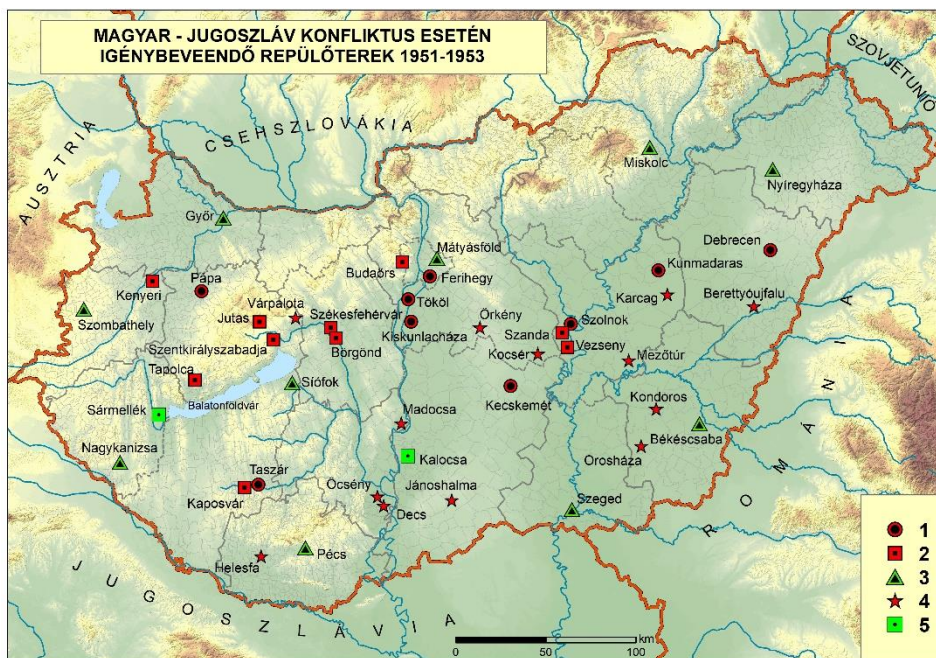 MAGYAR - JUGOSZLÁV KONFLIKTUS ESETÉN
IGÉNYBEVEENDŐ REPÜLŐTEREK 1951-1953
SZOVJETUNIÓ
CSEHSZLOVÁKIA
AUSZTRIA
Miskolc
Nyíregyháza
Győr
Mátyásföld
Debrecen
Budaőrs
Ferihegy
Kunmadaras
Kenyeri
Pápa
Várpalota
Tököl
Karcag
Berettyóujfalu
Szombathely
Jutas
Székesfehérvár
Kiskunlacháza
Örkény
Szanda
Szolnok
Szentkirályszabadja
Börgönd
Kocsér
Vezseny
Mezőtúr
Tapolca
Siófok
Kecskemét
Balatonföldvár
Sármellék
Madocsa
Kondoros
Békéscsaba
Nagykanizsa
Kalocsa
Orosháza
Taszár
Kaposvár
Őcsény
Jánoshalma
Decs
Szeged
ROMÁNIA
Helesfa
Pécs
JUGOSZLÁVIA
0 50 100
km
1
2
3
4
5